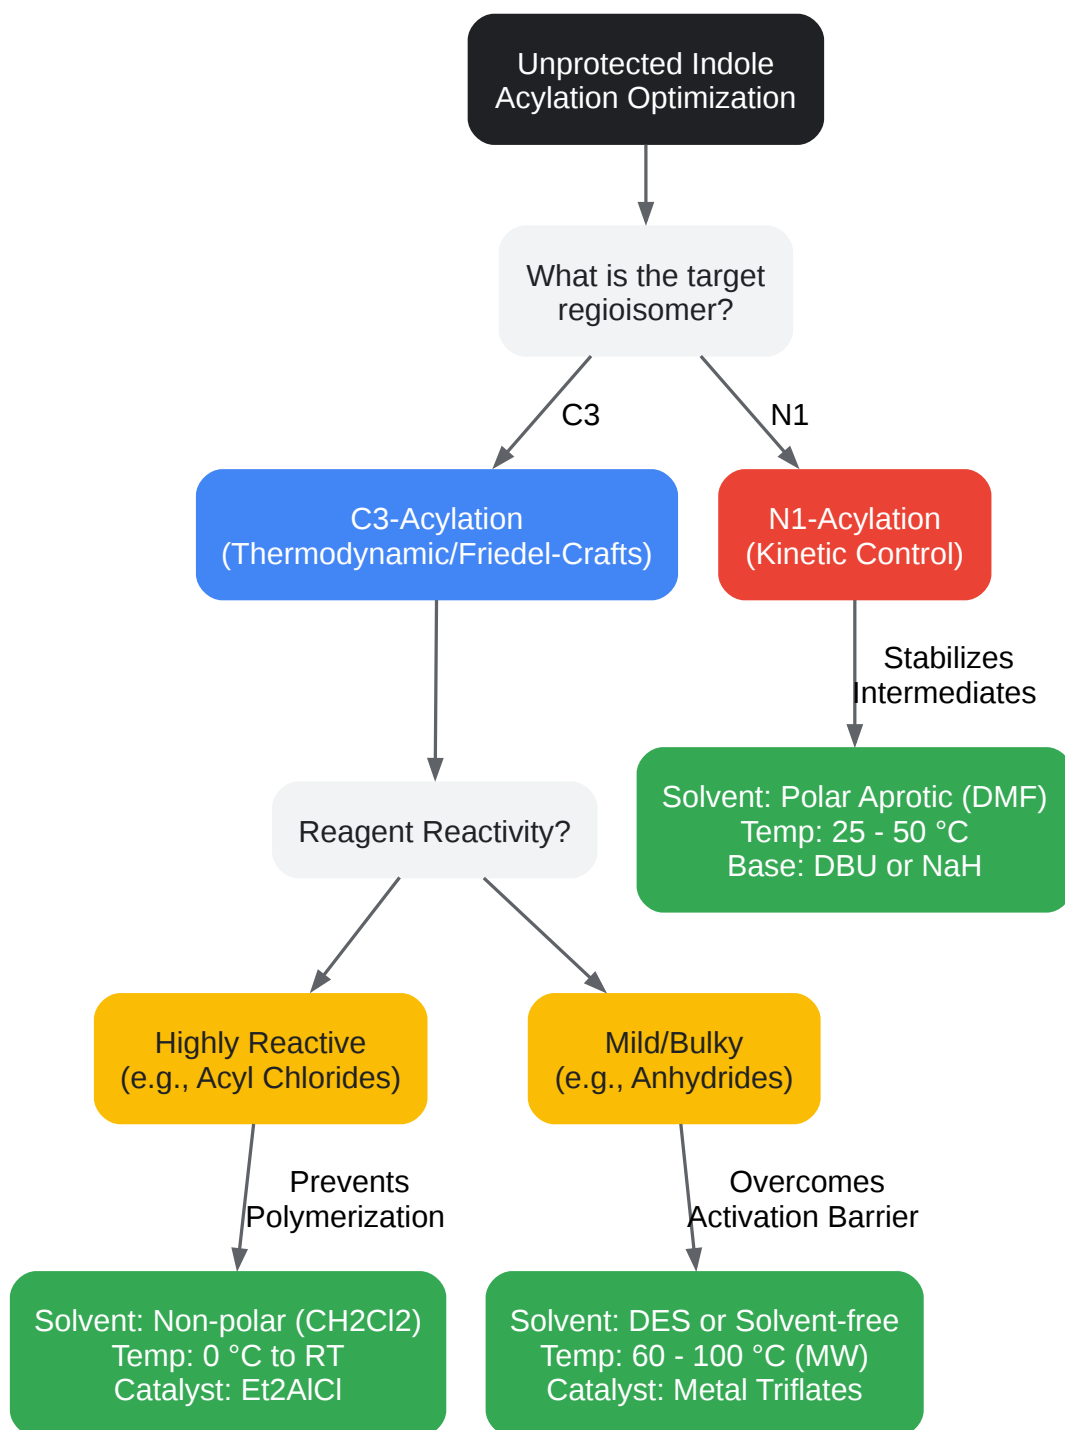 Unprotected Indole
Acylation Optimization
What is the target
regioisomer?
C3
N1
C3-Acylation
(Thermodynamic/Friedel-Crafts)
N1-Acylation
(Kinetic Control)
Stabilizes
Intermediates
Solvent: Polar Aprotic (DMF)
Temp: 25 - 50 °C
Base: DBU or NaH
Reagent Reactivity?
Highly Reactive
(e.g., Acyl Chlorides)
Mild/Bulky
(e.g., Anhydrides)
Prevents
Polymerization
Overcomes
Activation Barrier
Solvent: Non-polar (CH2Cl2)
Temp: 0 °C to RT
Catalyst: Et2AlCl
Solvent: DES or Solvent-free
Temp: 60 - 100 °C (MW)
Catalyst: Metal Triflates